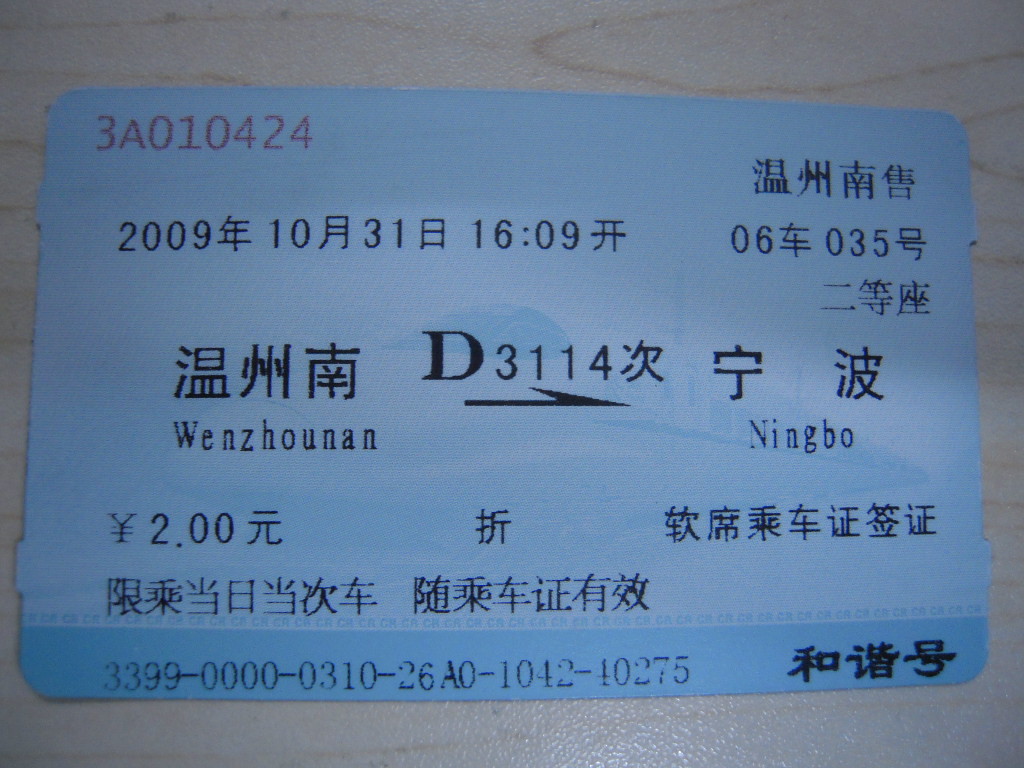 3A010424
温州南售
2009年10月31日 16:09开
06车035号
二等座
温州南 D3114次 宁波
Wenzhounan Ningbo
¥2.00元 折 软席乘车证签证
限乘当日当次车 随乘车证有效
3399-0000-0310-26A0-1042-40275
和谐号